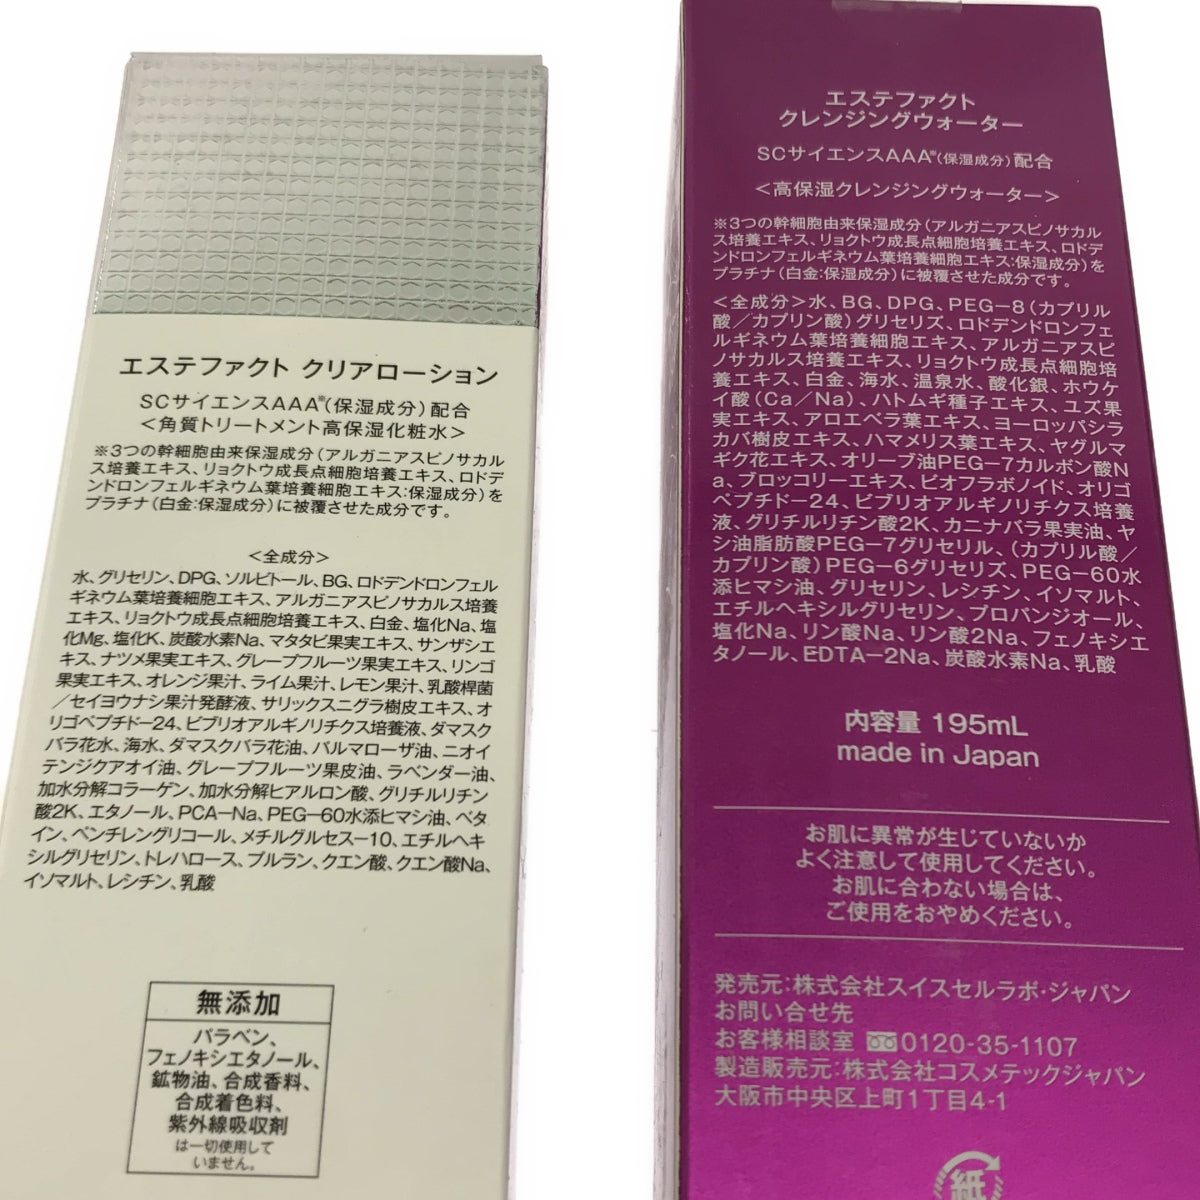 エステファクト クリアローション
SCサイエンスAAA※(保湿成分)配合
<角質トリートメント高保湿化粧水>
※3つの幹細胞由来保湿成分(アルガニアスピノサカル
ス培養エキス、リョクトウ成長点細胞培養エキス、ロドデ
ンドロンフェルギネウム葉培養細胞エキス:保湿成分)を
プラチナ(白金:保湿成分)に被覆させた成分です。
<全成分>
水、グリセリン、DPG、ソルビトール、BG、ロドデンドロンフェル
ギネウム葉培養細胞エキス、アルガニアスピノサカルス培養
エキス、リョクトウ成長点細胞培養エキス、白金、塩化Na、塩
化Mg、塩化K、炭酸水素Na、マタタビ果実エキス、サンザシエ
キス、ナツメ果実エキス、グレープフルーツ果実エキス、リンゴ
果実エキス、オレンジ果汁、ライム果汁、レモン果汁、乳酸桿菌
/セイヨウナシ果汁発酵液、サリックスニグラ樹皮エキス、オ
リゴペプチド-24、ビブリオアルギノリチクス培養液、ダマスク
バラ花水、海水、ダマスクバラ花油、パルマローザ油、ニオイ
テンジクアオイ油、グレープフルーツ果皮油、ラベンダー油、
加水分解コラーゲン、加水分解ヒアルロン酸、グリチルリチン
酸2K、エタノール、PCA-Na、PEG-60水添ヒマシ油、ベタ
イン、ペンチレングリコール、メチルグルセス-10、エチルヘキ
シルグリセリン、トレハロース、プルラン、クエン酸、クエン酸Na、
イソマルト、レシチン、乳酸
無添加
パラベン、
フェノキシエタノール、
鉱物油、合成香料、
合成着色料、
紫外線吸収剤
は一切使用して
いません。
エステファクト
クレンジングウォーター
SCサイエンスAAA※(保湿成分)配合
<高保湿クレンジングウォーター>
※3つの幹細胞由来保湿成分(アルガニアスピノサカル
ス培養エキス、リョクトウ成長点細胞培養エキス、ロドデ
ンドロンフェルギネウム葉培養細胞エキス:保湿成分)を
プラチナ(白金:保湿成分)に被覆させた成分です。
<全成分>水、BG、DPG、PEG-8(カプリル
酸/カプリン酸)グリセリズ、ロドデンドロンフェ
ルギネウム葉培養細胞エキス、アルガニアスピ
ノサカルス培養エキス、リョクトウ成長点細胞培
養エキス、白金、海水、温泉水、酸化銀、ホウケ
イ酸(Ca/Na)、ハトムギ種子エキス、ユズ果
実エキス、アロエベラ葉エキス、ヨーロッパシラ
カバ樹皮エキス、ハマメリス葉エキス、ヤグルマ
ギク花エキス、オリーブ油PEG-7カルボン酸N
a、ブロッコリーエキス、ビオフラボノイド、オリゴ
ペプチド-24、ビブリオアルギノリチクス培養
液、グリチルリチン酸2K、カニナバラ果実油、ヤ
シ油脂肪酸PEG-7グリセリル、(カプリル酸/
カプリン酸)PEG-6グリセリズ、PEG-60水
添ヒマシ油、グリセリン、レシチン、イソマルト、
エチルヘキシルグリセリン、プロパンジオール、
塩化Na、リン酸Na、リン酸2Na、フェノキシエ
タノール、EDTA-2Na、炭酸水素Na、乳酸
内容量 195mL
made in Japan
お肌に異常が生じていないか
よく注意して使用してください。
お肌に合わない場合は、
ご使用をおやめください。
発売元:株式会社スイスセルラボ・ジャパン
お問い合せ先
お客様相談室 0120-35-1107
製造販売元:株式会社コスメテックジャパン
大阪市中央区上町1丁目4-1
紙